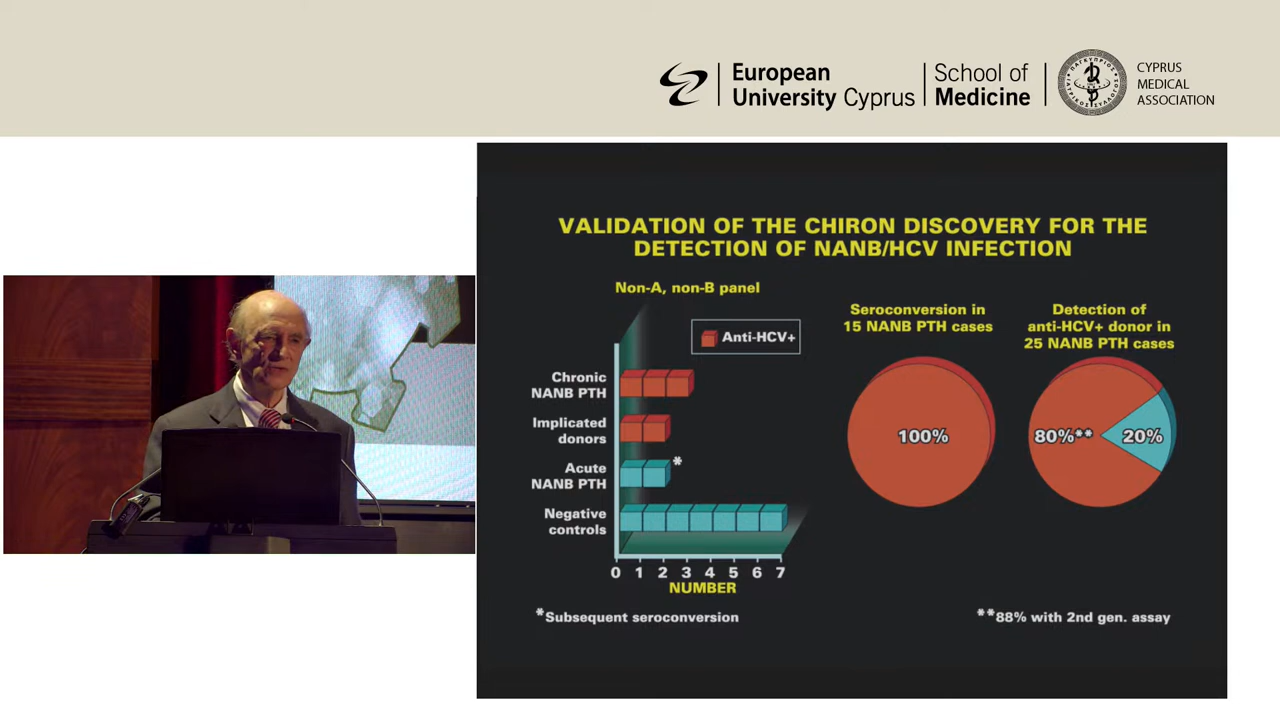 European
University Cyprus
School of
Medicine
CYPRUS
MEDICAL
ASSOCIATION
ΠΑΓΚΥΠΡΙΟΣ
ΙΑΤΡΙΚΟΣ ΣΥΛΛΟΓΟΣ
VALIDATION OF THE CHIRON DISCOVERY FOR THE
DETECTION OF NANB/HCV INFECTION
Non-A, non-B panel
Anti-HCV+
Chronic
NANB PTH
Implicated
donors
Acute
NANB PTH
*
Negative
controls
0 1 2 3 4 5 6 7
NUMBER
*Subsequent seroconversion
Seroconversion in
15 NANB PTH cases
100%
Detection of
anti-HCV+ donor in
25 NANB PTH cases
80%**
20%
**88% with 2nd gen. assay